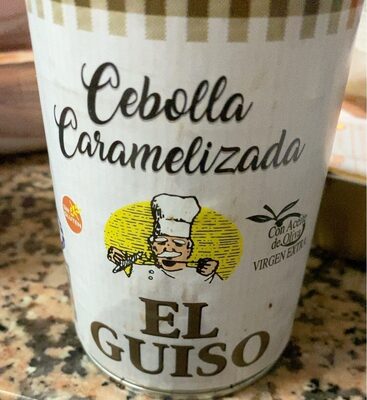 Cebolla
Caramelizada
Con Aceite
de Oliva
VIRGEN EXTRA
EL
GUISO